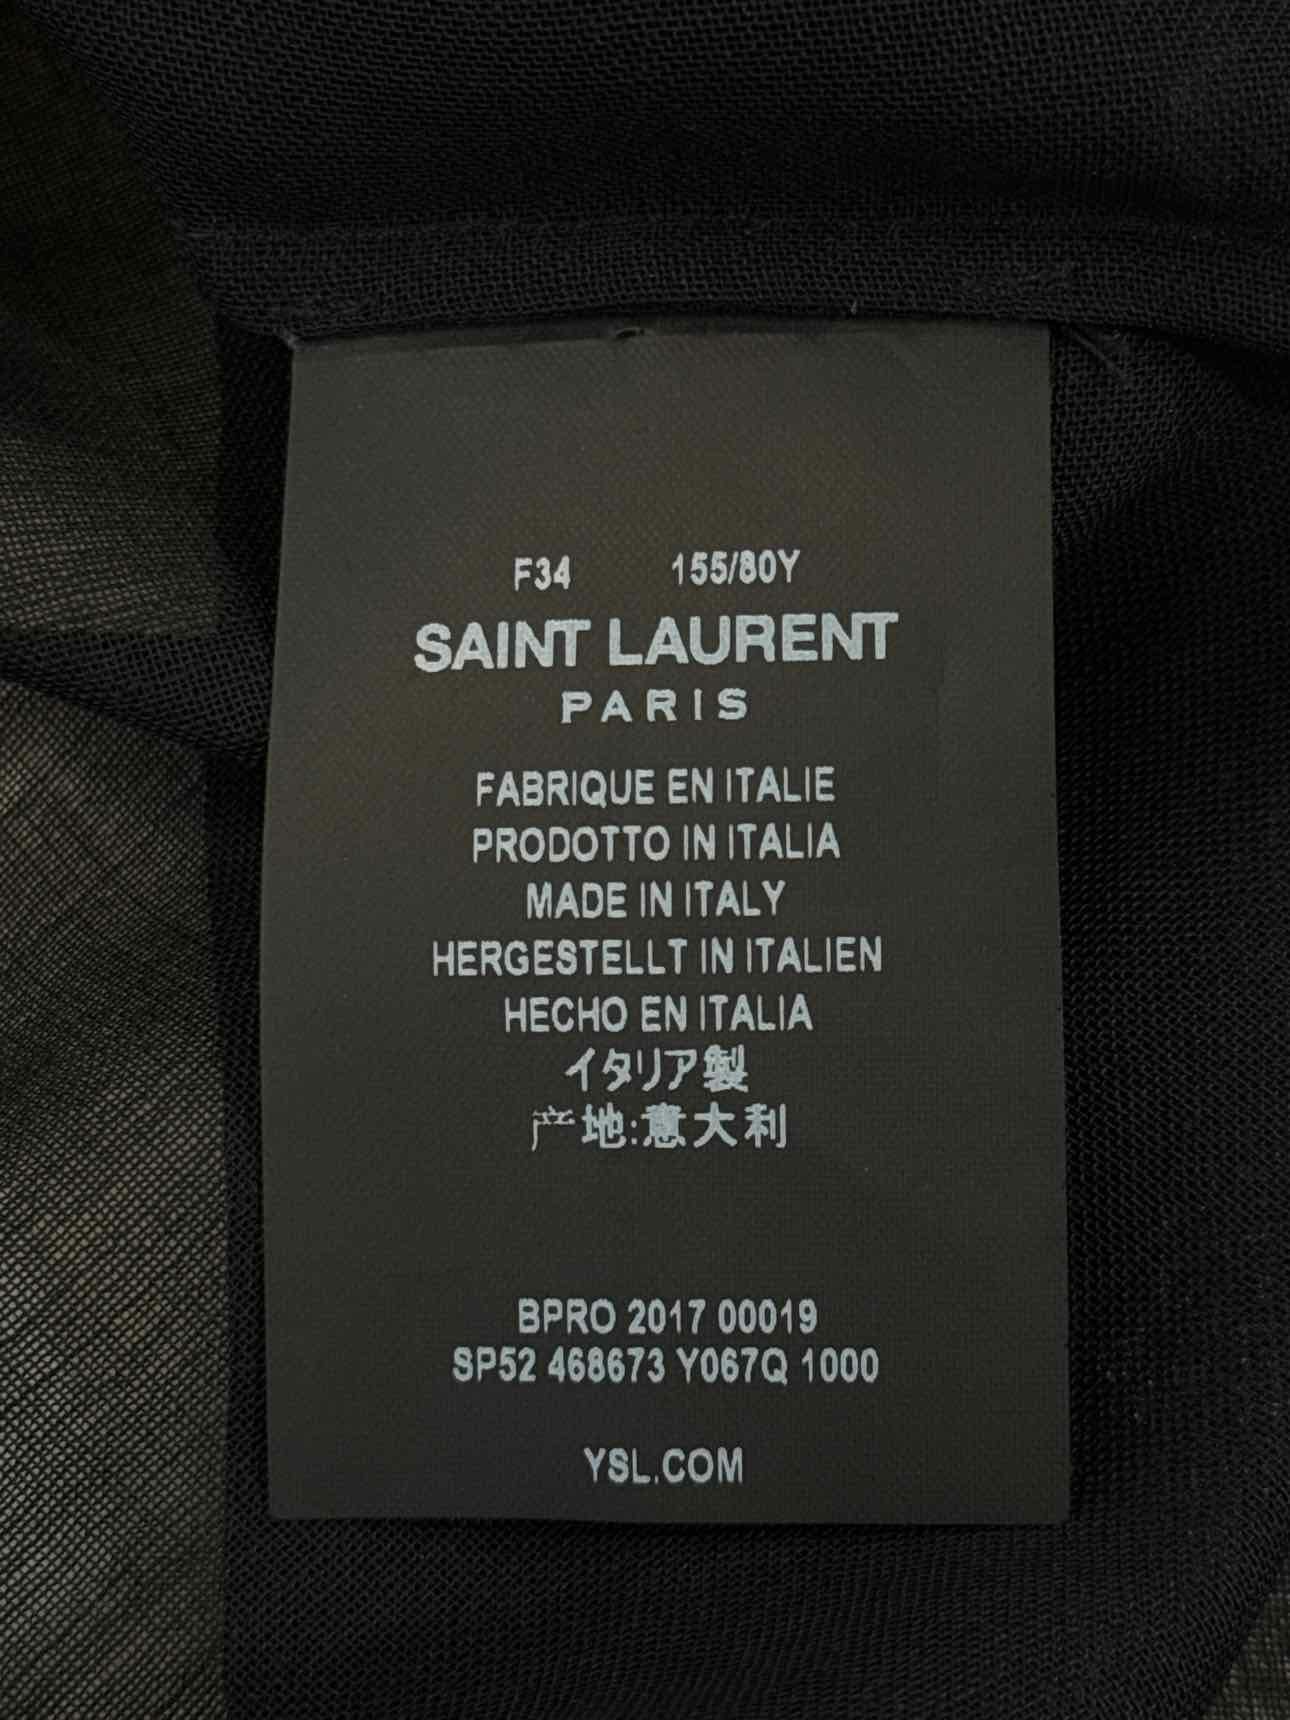 F34 155/80Y
SAINT LAURENT
PARIS
FABRIQUE EN ITALIE
PRODOTTO IN ITALIA
MADE IN ITALY
HERGESTELLT IN ITALIEN
HECHO EN ITALIA
イタリア製
产地:意大利
BPRO 2017 00019
SP52 468673 Y067Q 1000
YSL.COM